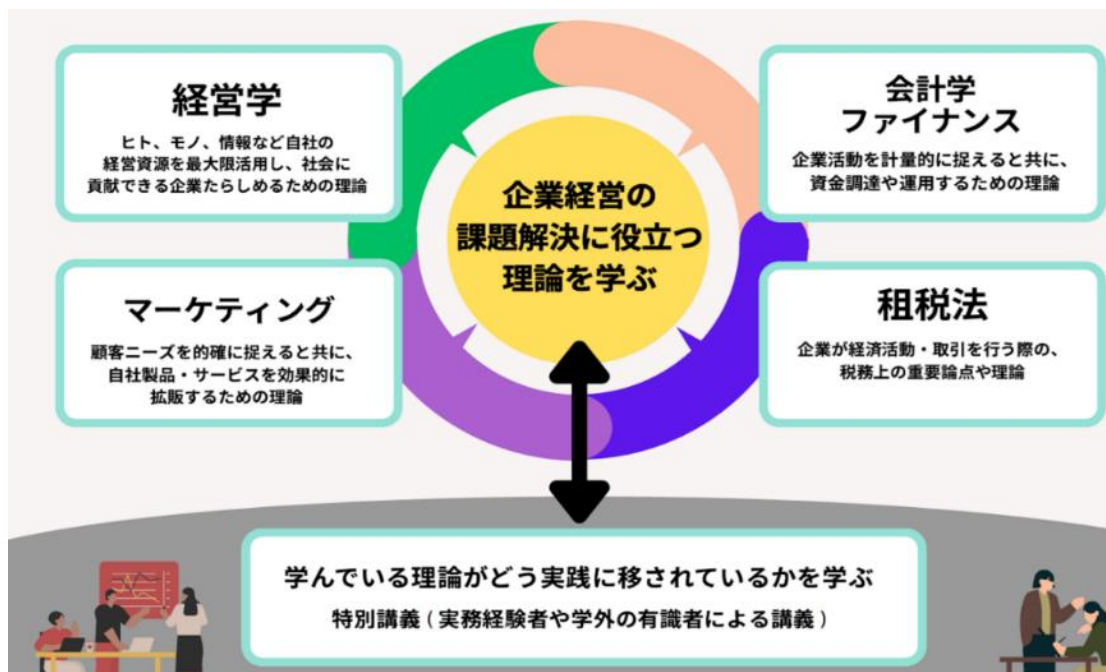 経営学
ヒト、モノ、情報など自社の
経営資源を最大限活用し、社会に
貢献できる企業たらしめるための理論
会計学
ファイナンス
企業活動を計量的に捉えると共に、
資金調達や運用するための理論
企業経営の
課題解決に役立つ
理論を学ぶ
マーケティング
顧客ニーズを的確に捉えると共に、
自社製品・サービスを効果的に
拡販するための理論
租税法
企業が経済活動・取引を行う際の、
税務上の重要論点や理論
学んでいる理論がどう実践に移されているかを学ぶ
特別講義(実務経験者や学外の有識者による講義)